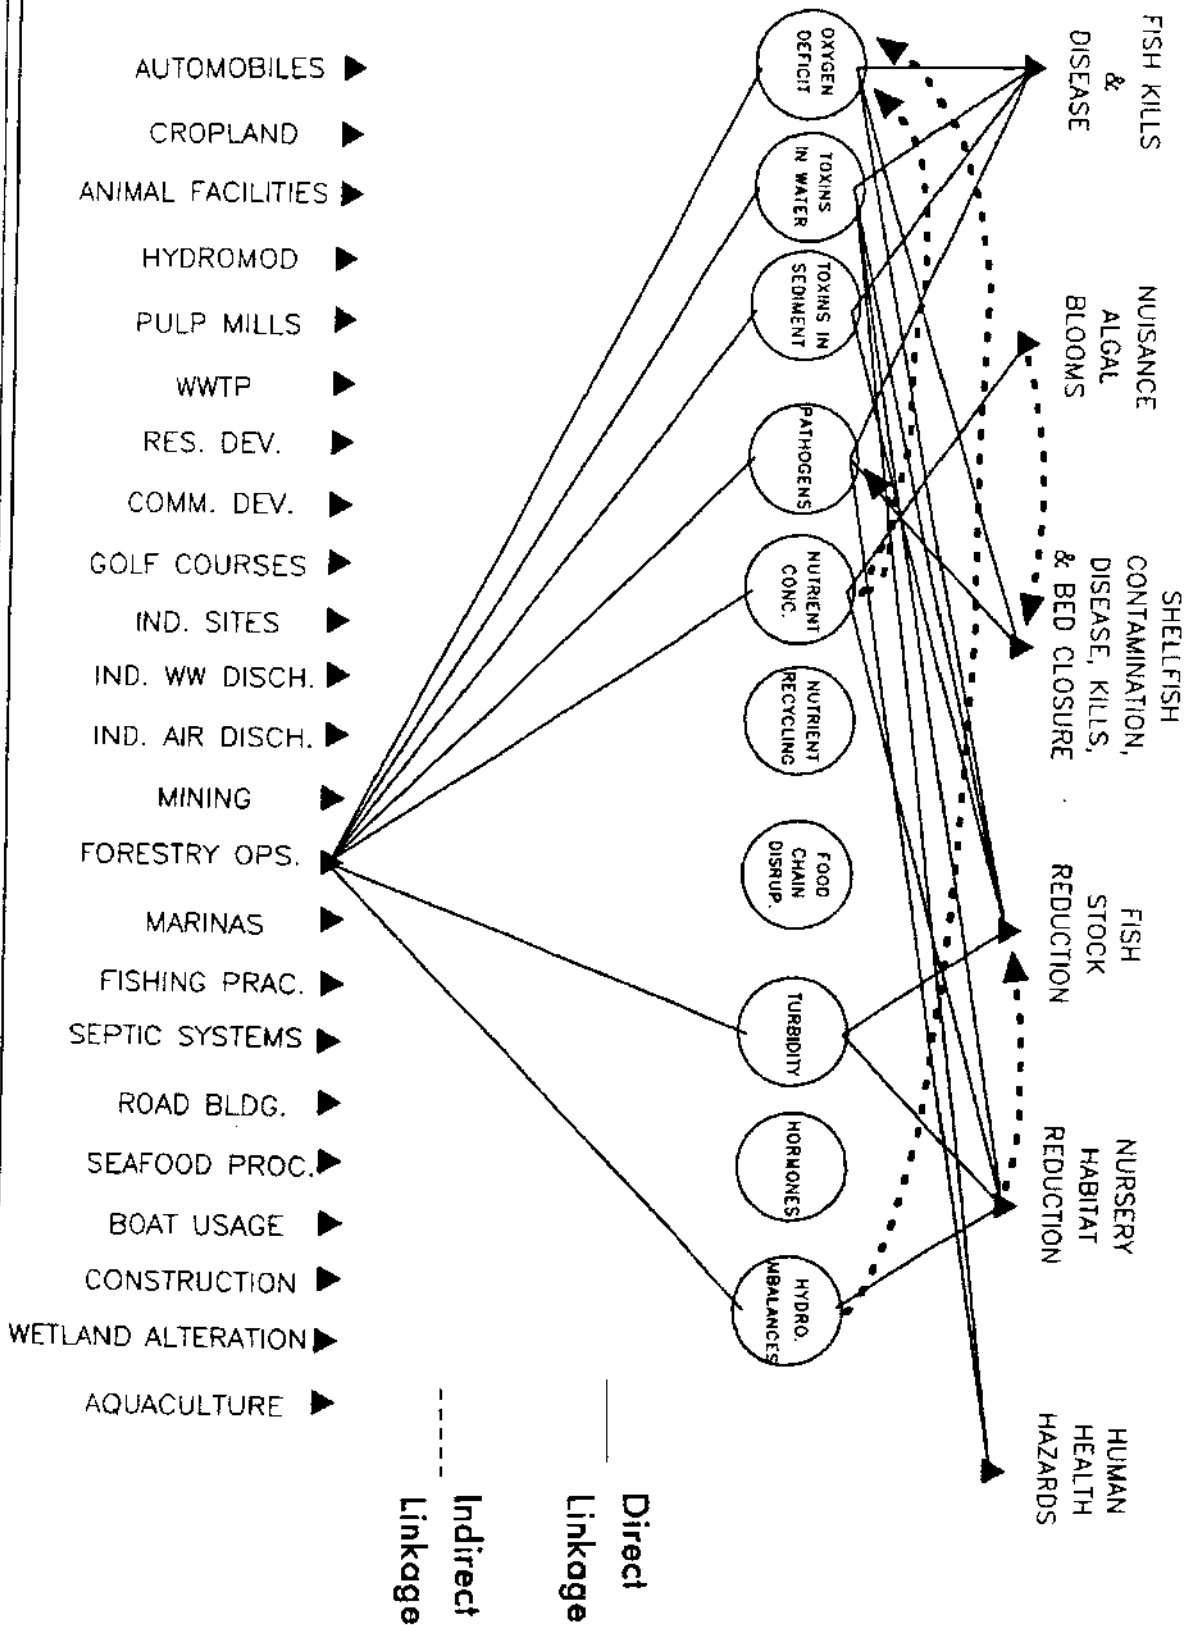 AUTOMOBILES
CROPLAND
ANIMAL FACILITIES
HYDROMOD
PULP MILLS
WWTP
RES. DEV.
COMM. DEV.
GOLF COURSES
IND. SITES
IND. WW DISCH.
IND. AIR DISCH.
MINING
FORESTRY OPS.
MARINAS
FISHING PRAC.
SEPTIC SYSTEMS
ROAD BLDG.
SEAFOOD PROC.
BOAT USAGE
CONSTRUCTION
WETLAND ALTERATION
AQUACULTURE
OXYGEN
DEFICIT
TOXINS
IN WATER
TOXINS IN
SEDIMENT
PATHOGENS
NUTRIENT
CONC.
NUTRIENT
RECYCLING
FOOD
CHAIN
DISRUP.
TURBIDITY
HORMONES
HYDRO.
MBALANCES
FISH KILLS
&
DISEASE
NUISANCE
ALGAL
BLOOMS
SHELLFISH
CONTAMINATION,
DISEASE, KILLS,
& BED CLOSURE
FISH
STOCK
REDUCTION
NURSERY
HABITAT
REDUCTION
HUMAN
HEALTH
HAZARDS
Direct
Linkage
Indirect
Linkage